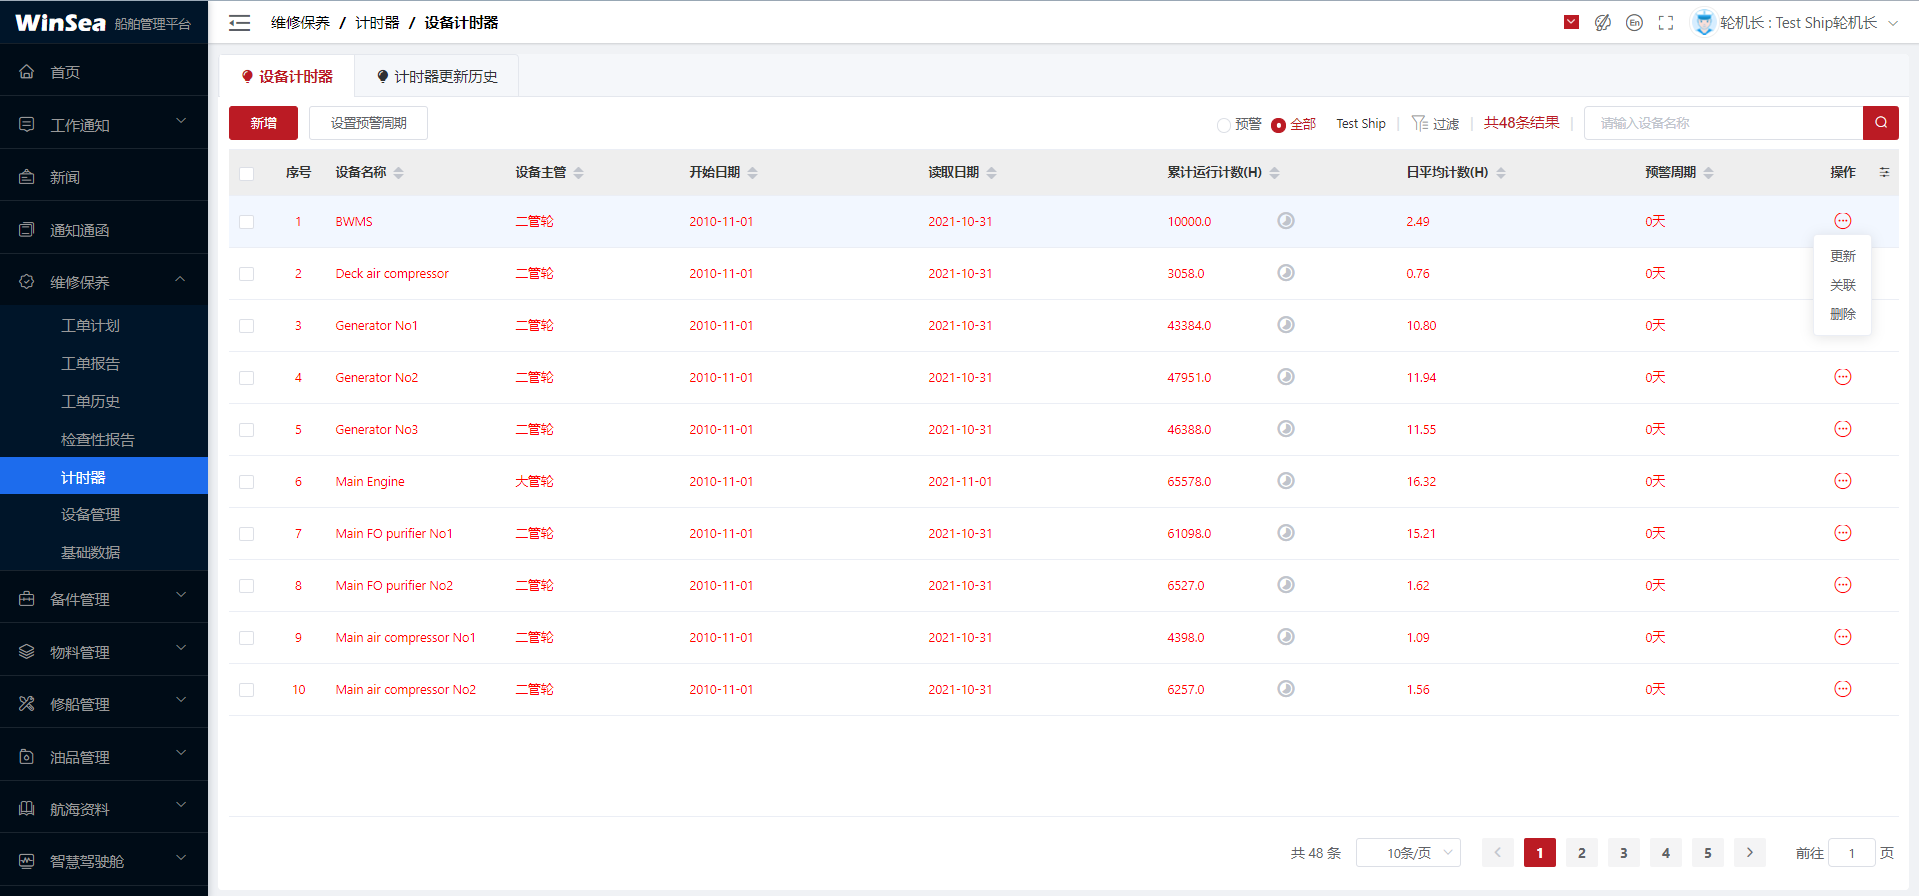 WinSea 船舶管理平台
维修保养 / 计时器 / 设备计时器
En
轮机长 : Test Ship轮机长
首页
工作通知
新闻
通知通函
维修保养
工单计划
工单报告
工单历史
检查性报告
计时器
设备管理
基础数据
备件管理
物料管理
修船管理
油品管理
航海资料
智慧驾驶舱
设备计时器
计时器更新历史
新增
设置预警周期
预警 全部 Test Ship 过滤 共48条结果 请输入设备名称
序号 设备名称 设备主管 开始日期 读取日期 累计运行计数(H) 日平均计数(H) 预警周期 操作
1 BWMS 二管轮 2010-11-01 2021-10-31 10000.0 2.49 0天
2 Deck air compressor 二管轮 2010-11-01 2021-10-31 3058.0 0.76 0天
3 Generator No1 二管轮 2010-11-01 2021-10-31 43384.0 10.80 0天
4 Generator No2 二管轮 2010-11-01 2021-10-31 47951.0 11.94 0天
5 Generator No3 二管轮 2010-11-01 2021-10-31 46388.0 11.55 0天
6 Main Engine 大管轮 2010-11-01 2021-11-01 65578.0 16.32 0天
7 Main FO purifier No1 二管轮 2010-11-01 2021-10-31 61098.0 15.21 0天
8 Main FO purifier No2 二管轮 2010-11-01 2021-10-31 6527.0 1.62 0天
9 Main air compressor No1 二管轮 2010-11-01 2021-10-31 4398.0 1.09 0天
10 Main air compressor No2 二管轮 2010-11-01 2021-10-31 6257.0 1.56 0天
更新
关联
删除
共 48 条 10条/页 1 2 3 4 5 前往 1 页